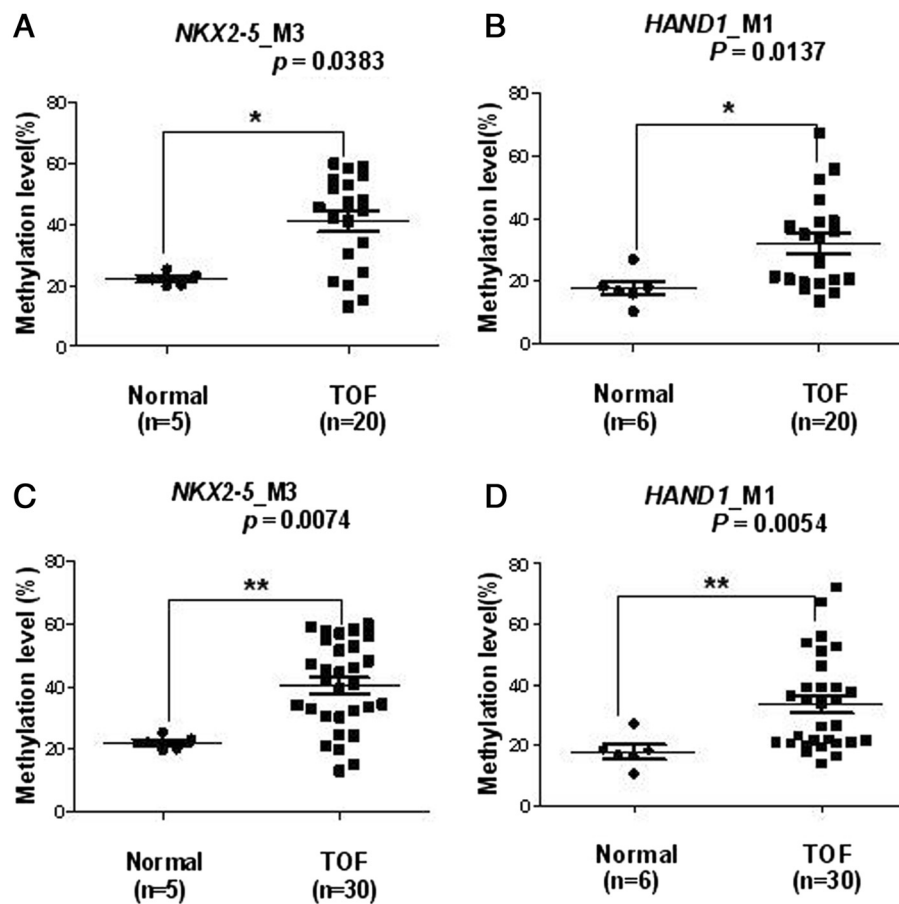 A
NKX2-5_M3
p = 0.0383
Methylation level(%)
80
*
60
40
20
0
Normal
(n=5)
TOF
(n=20)
B
HAND1_M1
P = 0.0137
Methylation level(%)
80
*
60
40
20
0
Normal
(n=6)
TOF
(n=20)
C
NKX2-5_M3
p = 0.0074
Methylation level (%)
80
**
60
40
20
0
Normal
(n=5)
TOF
(n=30)
D
HAND1_M1
P = 0.0054
Methylation level(%)
80
**
60
40
20
0
Normal
(n=6)
TOF
(n=30)